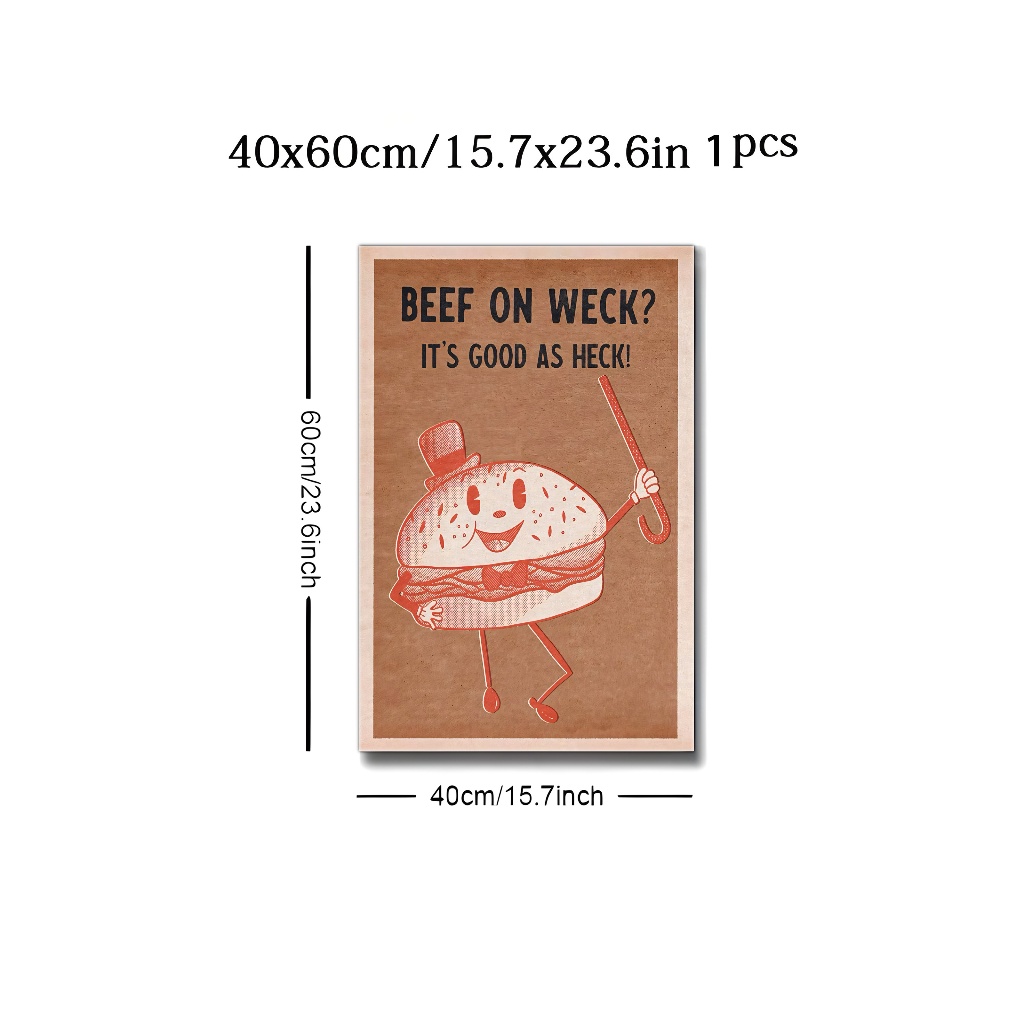 40x60cm/15.7x23.6in 1pcs
BEEF ON WECK?
IT'S GOOD AS HECK!
60cm/23.6inch
40cm/15.7inch